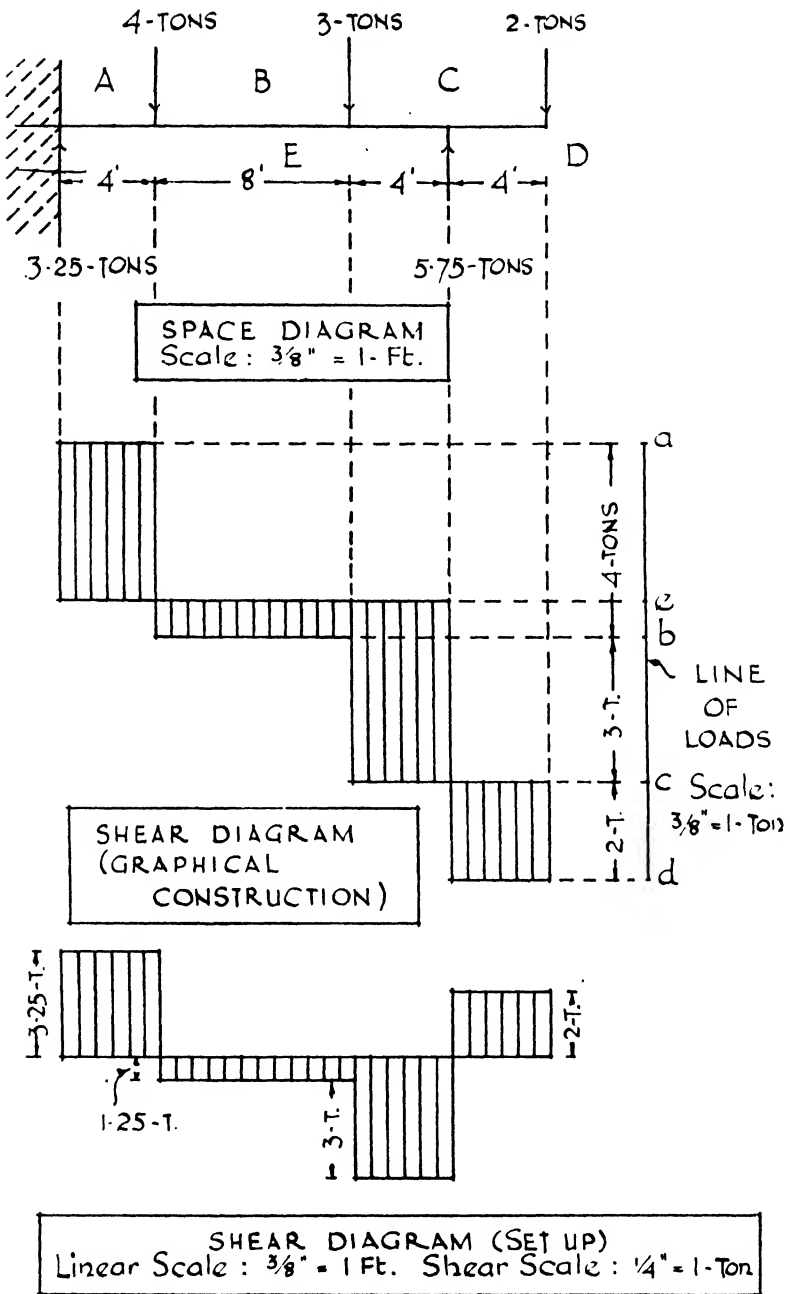 4-TONS 3-TONS 2-TONS
A B C
E D
4' 8' 4' 4'
3·25-TONS 5·75-TONS
SPACE DIAGRAM
Scale: 3/8" = 1-Ft.
a
4-TONS
e
b
3-T.
LINE
OF
LOADS
c
Scale:
3/8" = 1-Ton
2-T.
d
SHEAR DIAGRAM
(GRAPHICAL
CONSTRUCTION)
3·25-T.
2-T.
1·25-T.
3-T.
SHEAR DIAGRAM (SET UP)
Linear Scale: 3/8" = 1 Ft. Shear Scale: 1/4" = 1-Ton